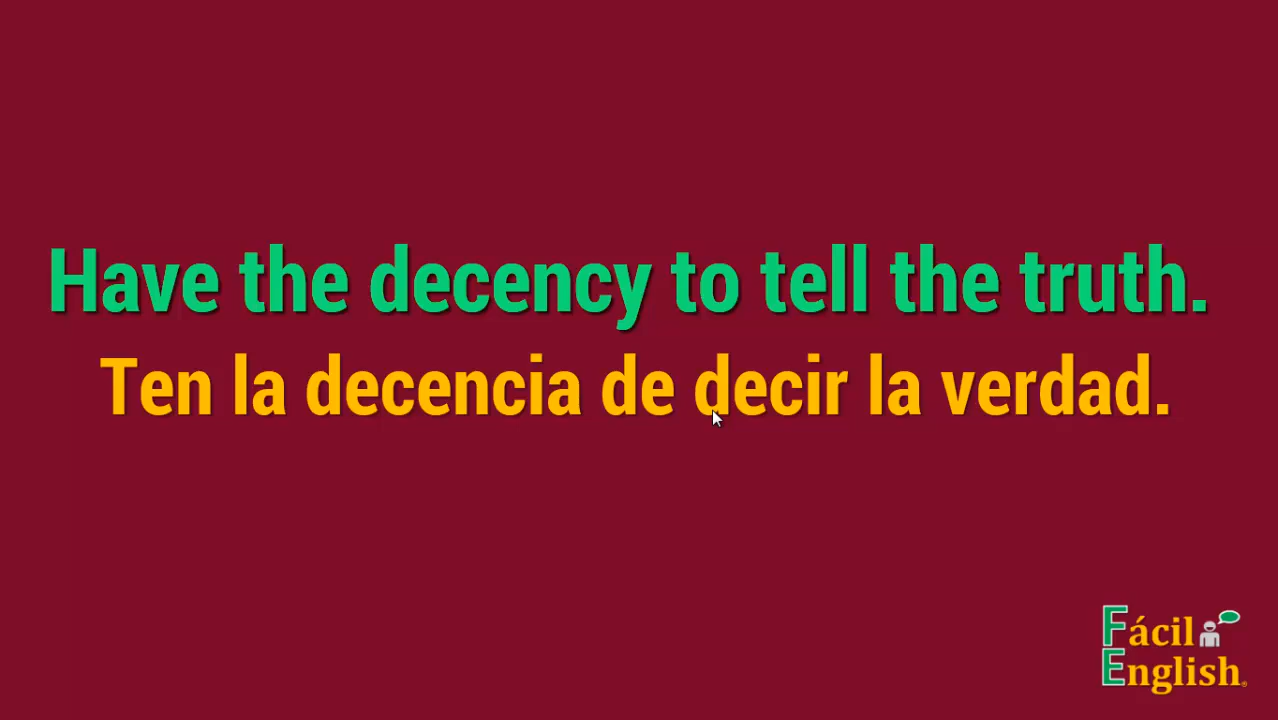 Have the decency to tell the truth.
Ten la decencia de decir la verdad.
Fácil
English